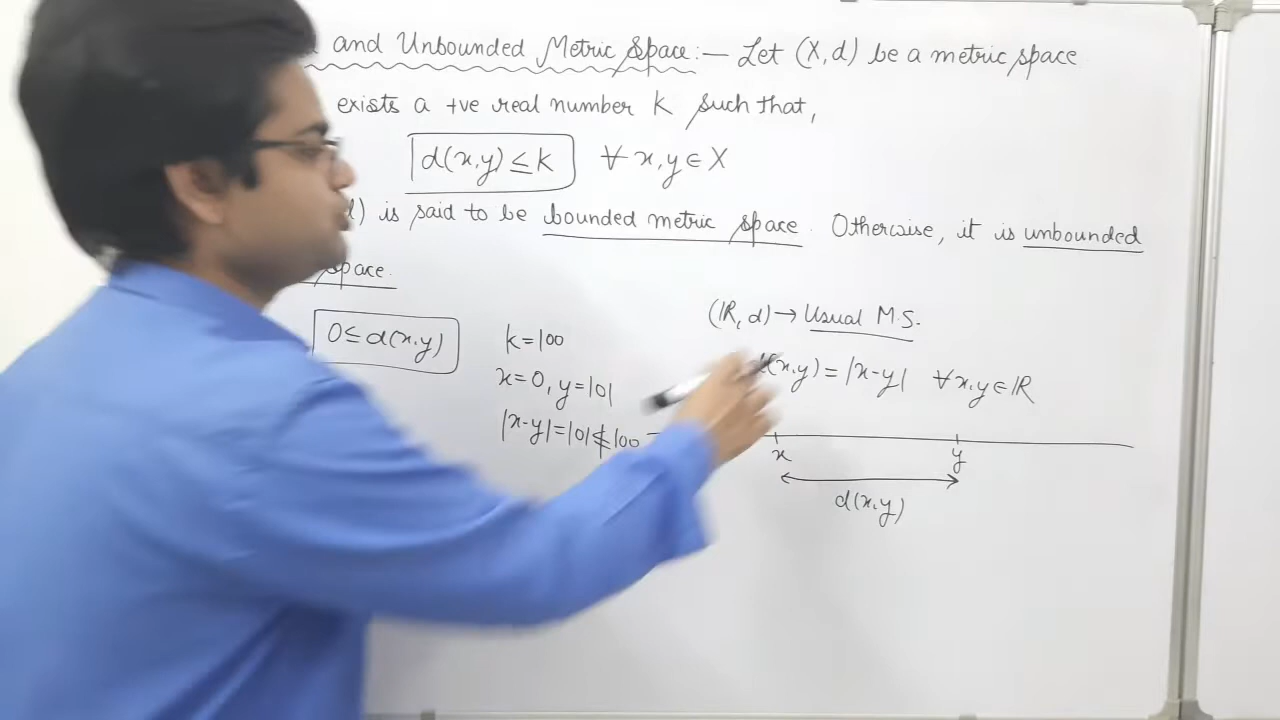 and Unbounded Metric Space:— Let (X,d) be a metric space
exists a +ve real number k such that,
d(x,y) ≤ k ∀ x,y ∈ X
d) is said to be bounded metric space. Otherwise, it is unbounded
space.
0 ≤ d(x,y)
k=100
x=0, y=101
|x-y|=101≰100
(ℝ, d) → Usual M.S.
d(x,y) = |x-y| ∀ x,y ∈ ℝ
x y
d(x,y)